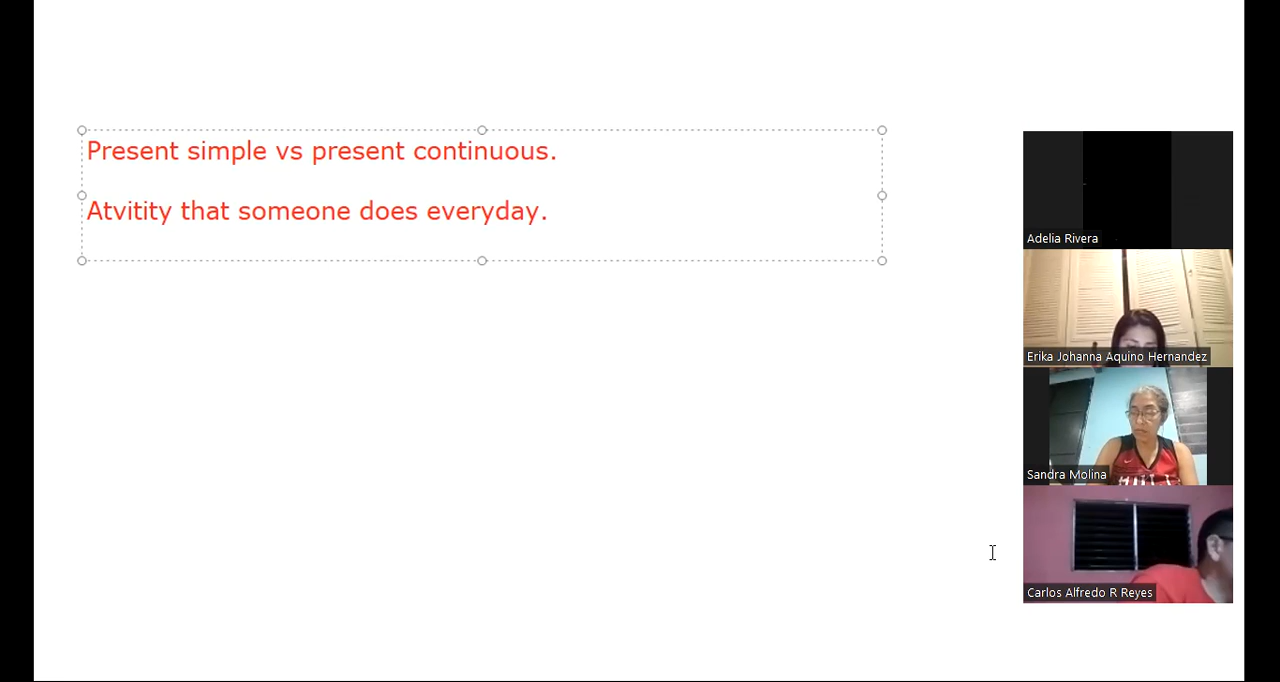 Present simple vs present continuous.
Atvitity that someone does everyday.
Adelia Rivera
Erika Johanna Aquino Hernandez
Sandra Molina
Carlos Alfredo R Reyes